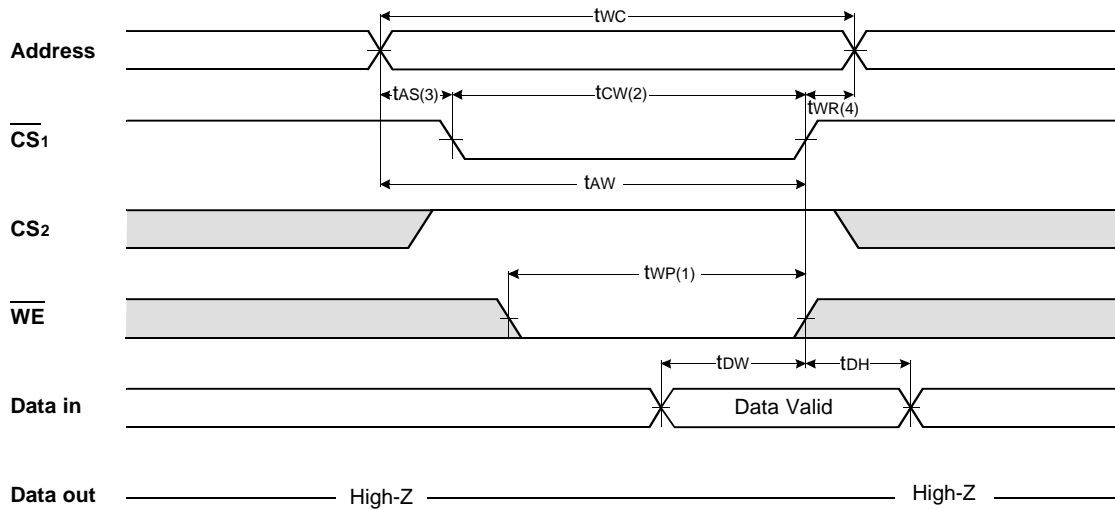 tWC
Address
tAS(3) tCW(2) tWR(4)
CS1
tAW
CS2
tWP(1)
WE
tDW tDH
Data in Data Valid
Data out High-Z High-Z